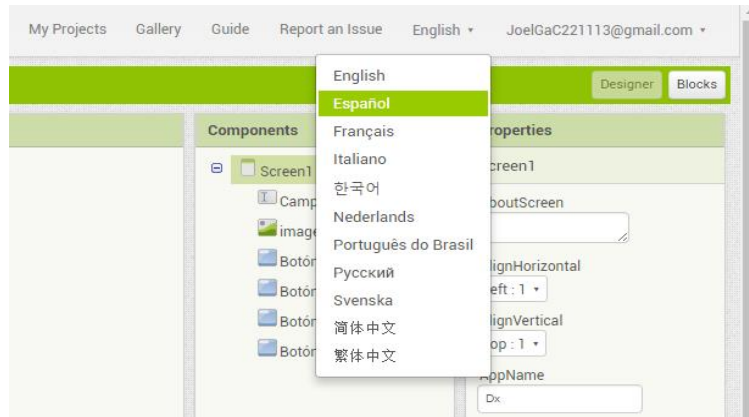 My Projects Gallery Guide Report an Issue English JoelGaC221113@gmail.com
Designer Blocks
English
Español
Français
Italiano
한국어
Nederlands
Português do Brasil
Русский
Svenska
简体中文
繁体中文
Components
Screen1
Camp
image
Botón
Botón
Botón
Botón
roperties
creen1
boutScreen
lignHorizontal
eft : 1
lignVertical
op : 1
AppName
Dx